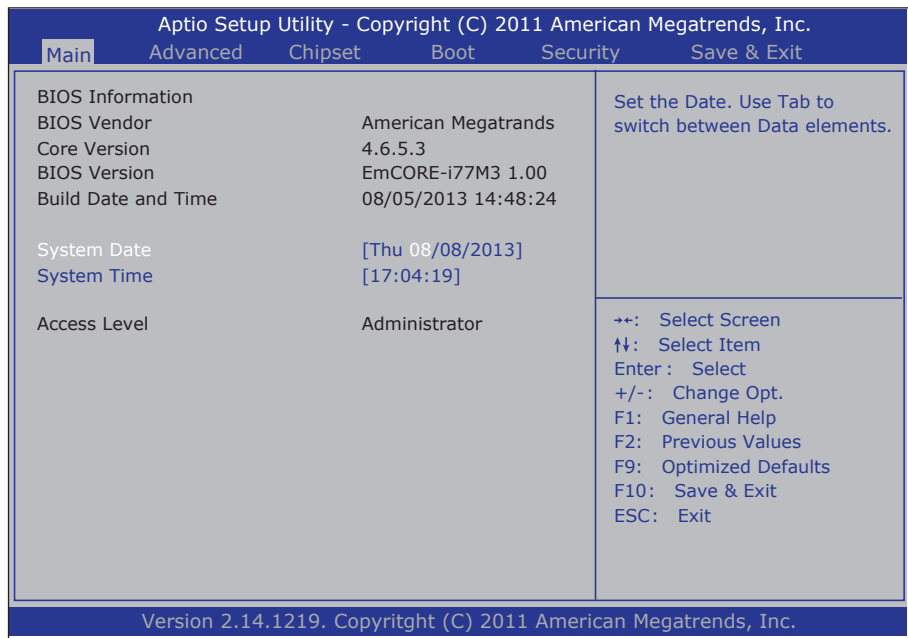 Aptio Setup Utility - Copyright (C) 2011 American Megatrends, Inc.
Main Advanced Chipset Boot Security Save & Exit
BIOS Information
BIOS Vendor American Megatrands
Core Version 4.6.5.3
BIOS Version EmCORE-i77M3 1.00
Build Date and Time 08/05/2013 14:48:24
System Date [Thu 08/08/2013]
System Time [17:04:19]
Access Level Administrator
Set the Date. Use Tab to
switch between Data elements.
→←: Select Screen
↑↓: Select Item
Enter : Select
+/-: Change Opt.
F1: General Help
F2: Previous Values
F9: Optimized Defaults
F10: Save & Exit
ESC: Exit
Version 2.14.1219. Copyritght (C) 2011 American Megatrends, Inc.